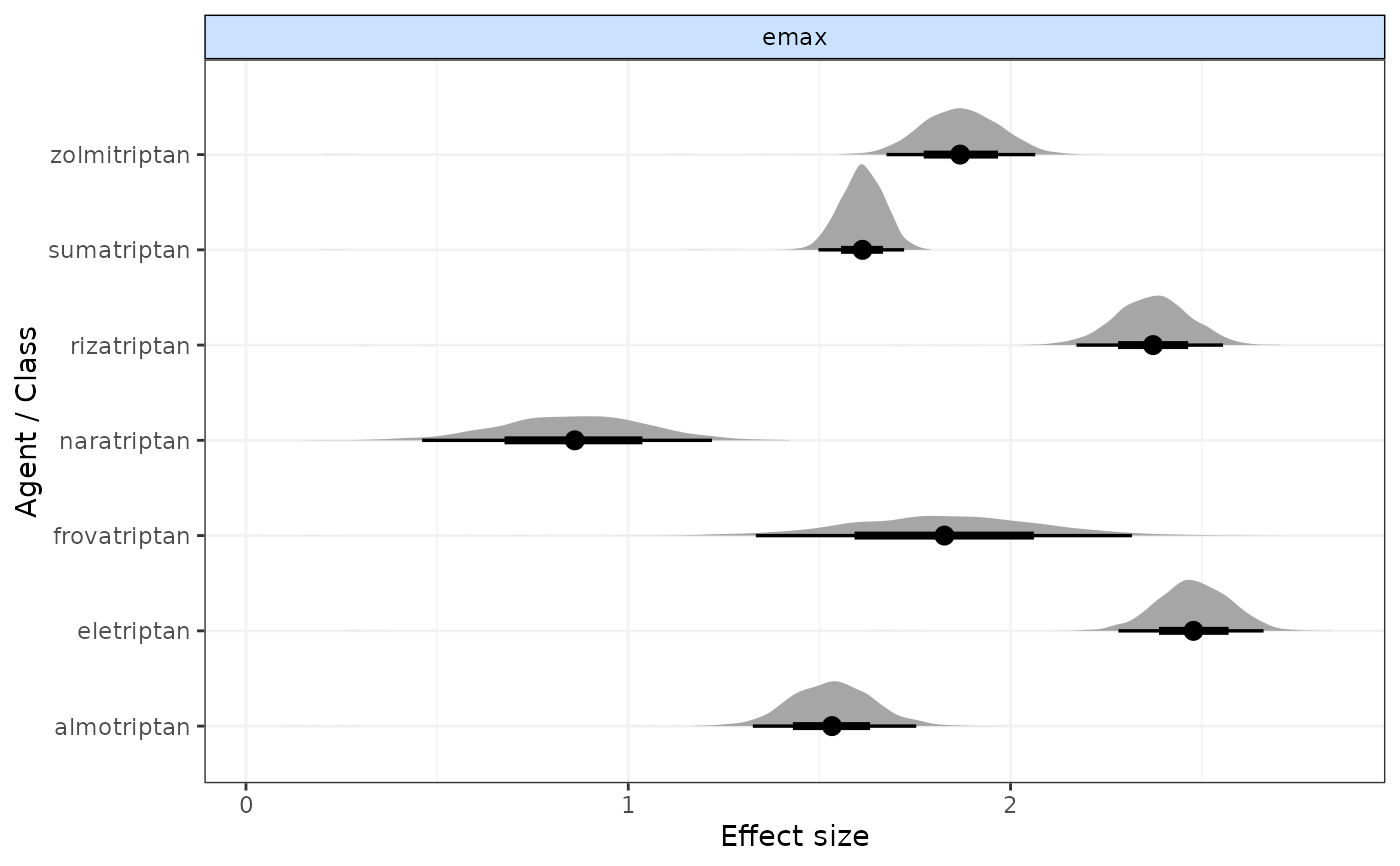 emax
zolmitriptan
sumatriptan
rizatriptan
naratriptan
frovatriptan
eletriptan
almotriptan
Agent / Class
0 1 2
Effect size